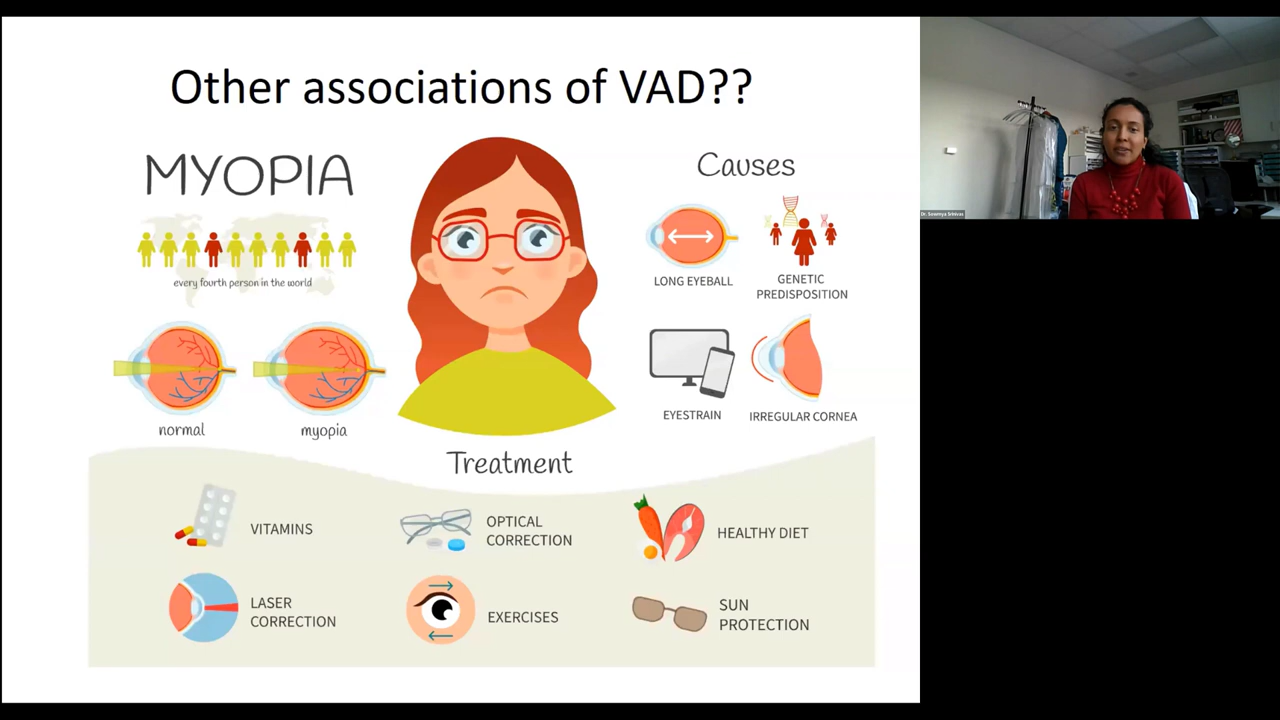 Other associations of VAD??
MYOPIA
every fourth person in the world
normal
myopia
Causes
LONG EYEBALL
GENETIC
PREDISPOSITION
EYESTRAIN
IRREGULAR CORNEA
Treatment
VITAMINS
OPTICAL
CORRECTION
HEALTHY DIET
LASER
CORRECTION
EXERCISES
SUN
PROTECTION